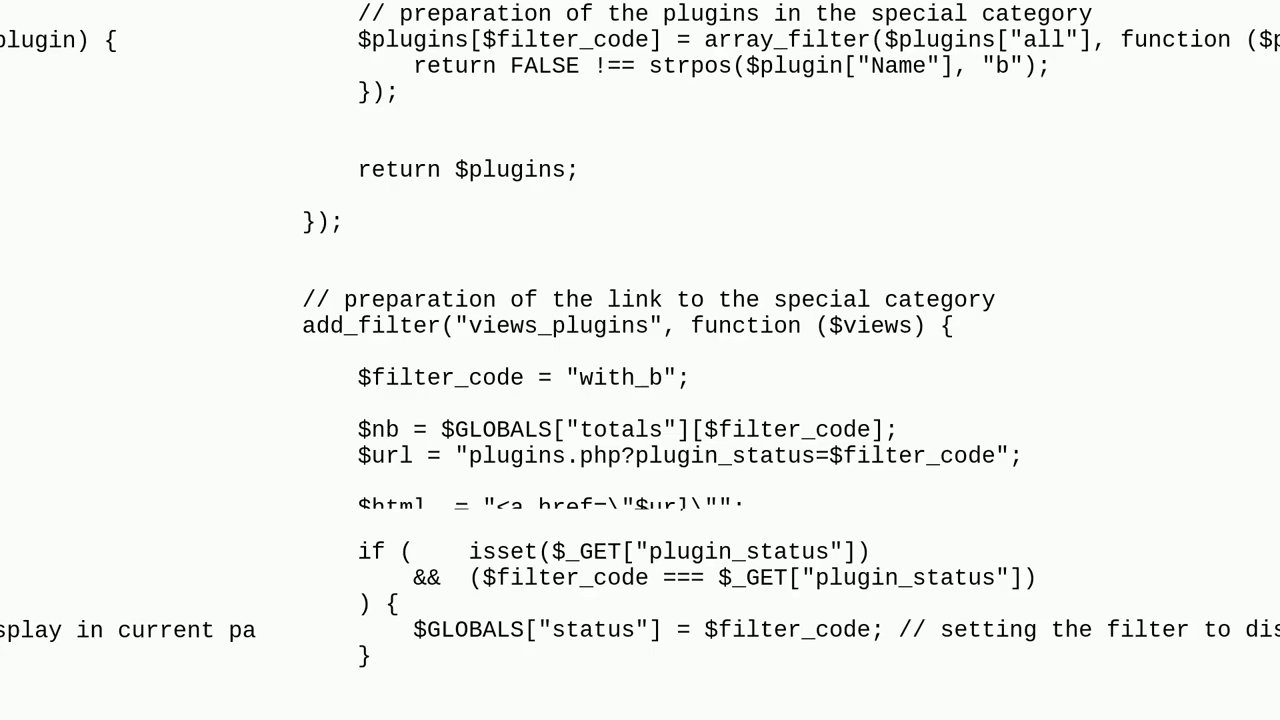 // preparation of the plugins in the special category
plugin) { $plugins[$filter_code] = array_filter($plugins["all"], function ($p
return FALSE !== strpos($plugin["Name"], "b");
});
return $plugins;
});
// preparation of the link to the special category
add_filter("views_plugins", function ($views) {
$filter_code = "with_b";
$nb = $GLOBALS["totals"][$filter_code];
$url = "plugins.php?plugin_status=$filter_code";
$html = "<a href=\"$url\"";
if ( isset($_GET["plugin_status"])
&& ($filter_code === $_GET["plugin_status"])
) {
splay in current pa $GLOBALS["status"] = $filter_code; // setting the filter to dis
}